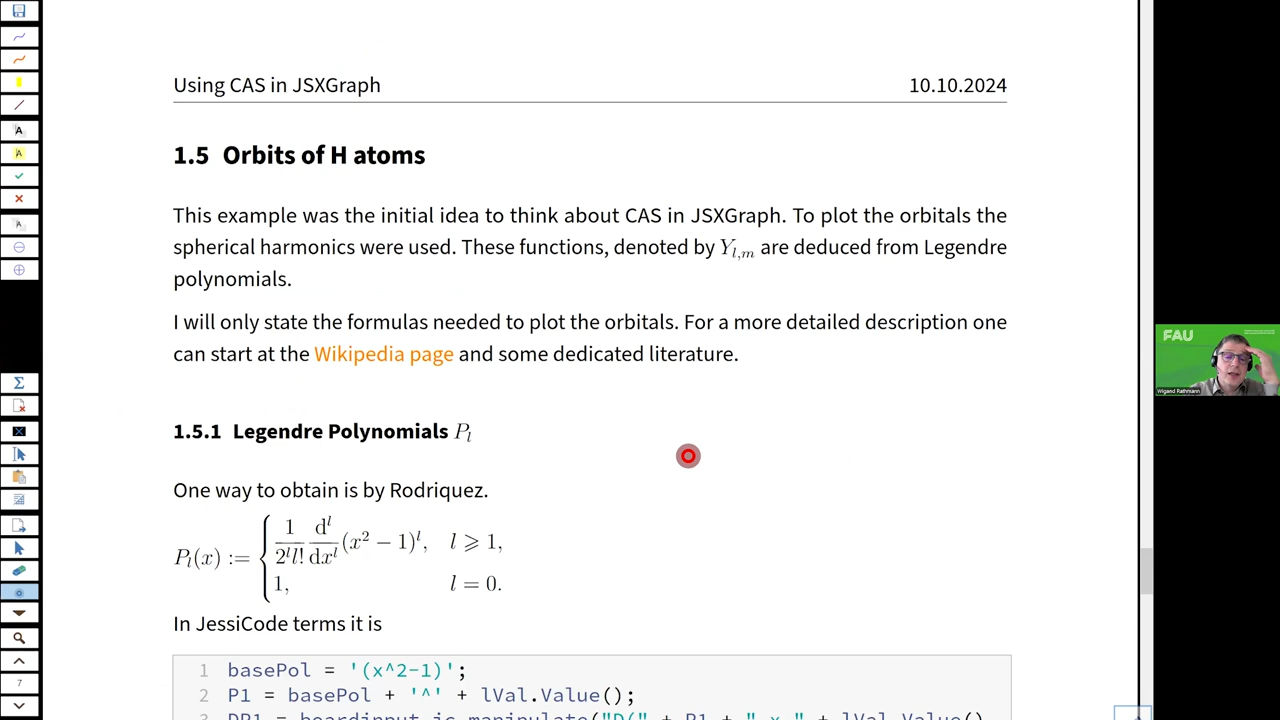 Using CAS in JSXGraph 10.10.2024
1.5 Orbits of H atoms
This example was the initial idea to think about CAS in JSXGraph. To plot the orbitals the
spherical harmonics were used. These functions, denoted by Y_{l,m} are deduced from Legendre
polynomials.
I will only state the formulas needed to plot the orbitals. For a more detailed description one
can start at the Wikipedia page and some dedicated literature.
1.5.1 Legendre Polynomials P_l
One way to obtain is by Rodriquez.
P_l(x) := { 1/(2^l l!) d^l/dx^l (x^2 − 1)^l, l ⩾ 1,
1, l = 0.
In JessiCode terms it is
1 basePol = '(x^2-1)';
2 P1 = basePol + '^' + lVal.Value();
FAU
Wigand Rathmann
7